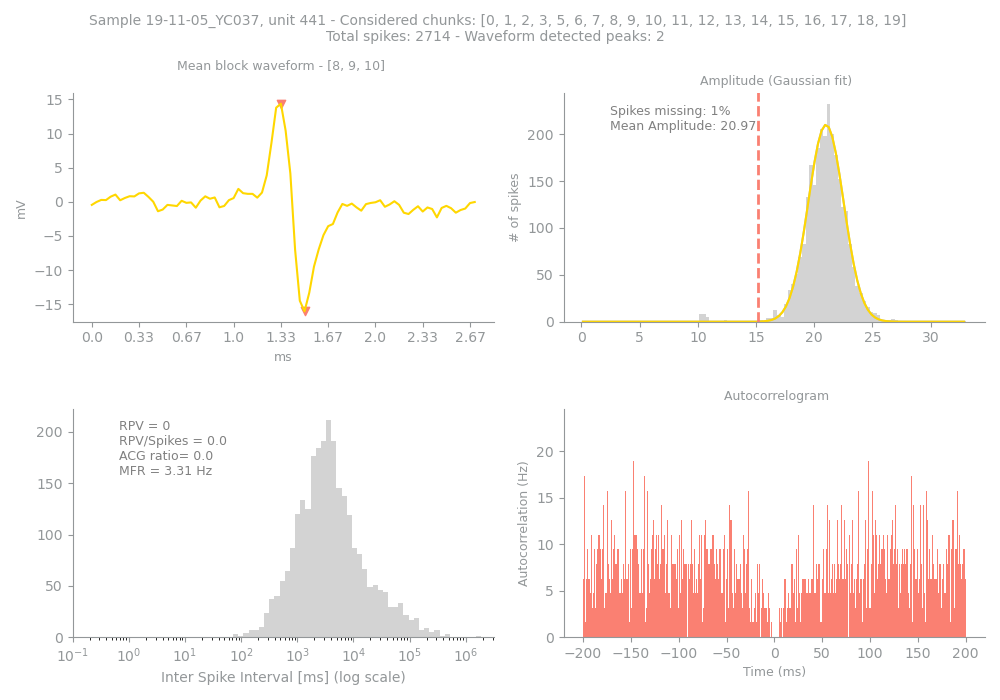 Sample 19-11-05_YC037, unit 441 - Considered chunks: [0, 1, 2, 3, 5, 6, 7, 8, 9, 10, 11, 12, 13, 14, 15, 16, 17, 18, 19]
Total spikes: 2714 - Waveform detected peaks: 2
Mean block waveform - [8, 9, 10]
15
10
5
0
−5
−10
−15
mV
0.0 0.33 0.67 1.0 1.33 1.67 2.0 2.33 2.67
ms
Amplitude (Gaussian fit)
Spikes missing: 1%
Mean Amplitude: 20.97
200
150
100
50
0
# of spikes
0 5 10 15 20 25 30
RPV = 0
RPV/Spikes = 0.0
ACG ratio= 0.0
MFR = 3.31 Hz
200
150
100
50
0
10⁻¹ 10⁰ 10¹ 10² 10³ 10⁴ 10⁵ 10⁶
Inter Spike Interval [ms] (log scale)
Autocorrelogram
20
15
10
5
0
Autocorrelation (Hz)
−200 −150 −100 −50 0 50 100 150 200
Time (ms)